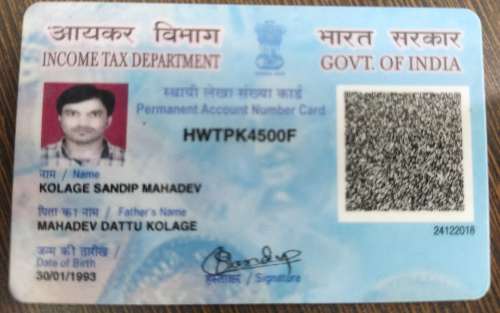 आयकर विभाग
INCOME TAX DEPARTMENT
भारत सरकार
GOVT. OF INDIA
स्थायी लेखा संख्या कार्ड
Permanent Account Number Card
HWTPK4500F
नाम / Name
KOLAGE SANDIP MAHADEV
पिता का नाम / Father's Name
MAHADEV DATTU KOLAGE
जन्म की तारीख /
Date of Birth
30/01/1993
Sandip
हस्ताक्षर / Signature
24122018